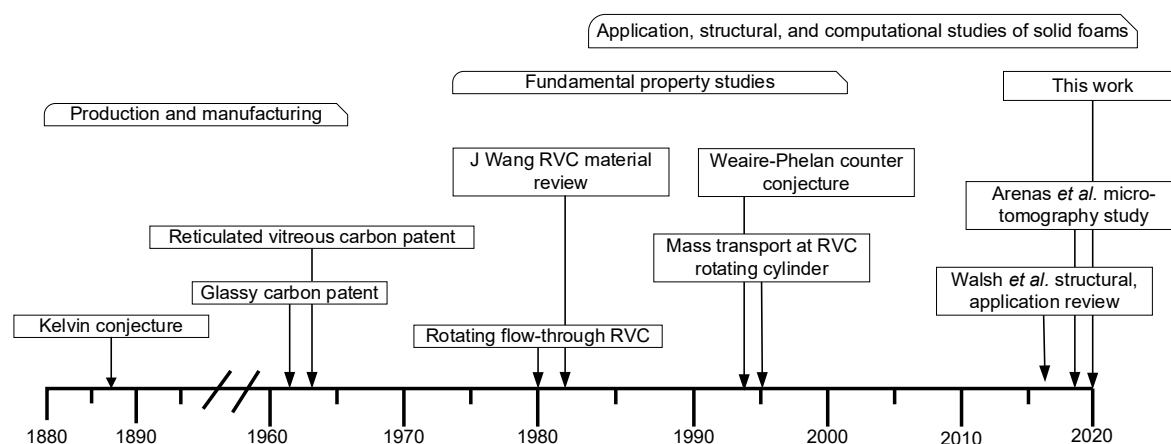 Application, structural, and computational studies of solid foams
Fundamental property studies
This work
Production and manufacturing
J Wang RVC material
review
Weaire-Phelan counter
conjecture
Arenas et al. micro-
tomography study
Reticulated vitreous carbon patent
Mass transport at RVC
rotating cylinder
Glassy carbon patent
Walsh et al. structural,
application review
Kelvin conjecture
Rotating flow-through RVC
1880 1890 1960 1970 1980 1990 2000 2010 2020